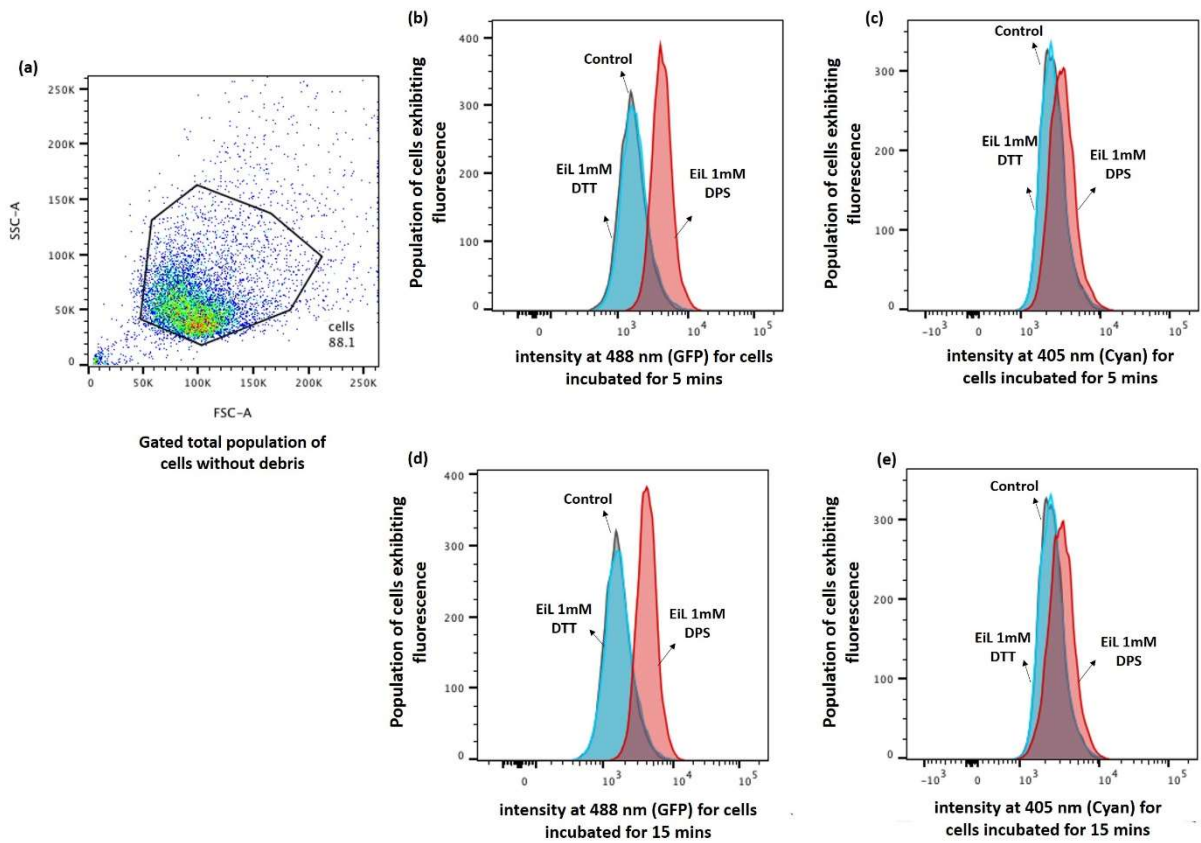 (a)
SSC-A
250K
200K
150K
100K
50K
0
cells
88.1
0 50K 100K 150K 200K 250K
FSC-A
Gated total population of
cells without debris
(b)
Population of cells exhibiting
fluorescence
400
300
200
100
0
Control
EiL 1mM
DTT
EiL 1mM
DPS
0 10³ 10⁴ 10⁵
intensity at 488 nm (GFP) for cells
incubated for 5 mins
(c)
Population of cells exhibiting
fluorescence
300
200
100
0
Control
EiL 1mM
DTT
EiL 1mM
DPS
-10³ 0 10³ 10⁴ 10⁵
intensity at 405 nm (Cyan) for
cells incubated for 5 mins
(d)
Population of cells exhibiting
fluorescence
400
300
200
100
0
Control
EiL 1mM
DTT
EiL 1mM
DPS
0 10³ 10⁴ 10⁵
intensity at 488 nm (GFP) for cells
incubated for 15 mins
(e)
Population of cells exhibiting
fluorescence
300
200
100
0
Control
EiL 1mM
DTT
EiL 1mM
DPS
-10³ 0 10³ 10⁴ 10⁵
intensity at 405 nm (Cyan) for
cells incubated for 15 mins